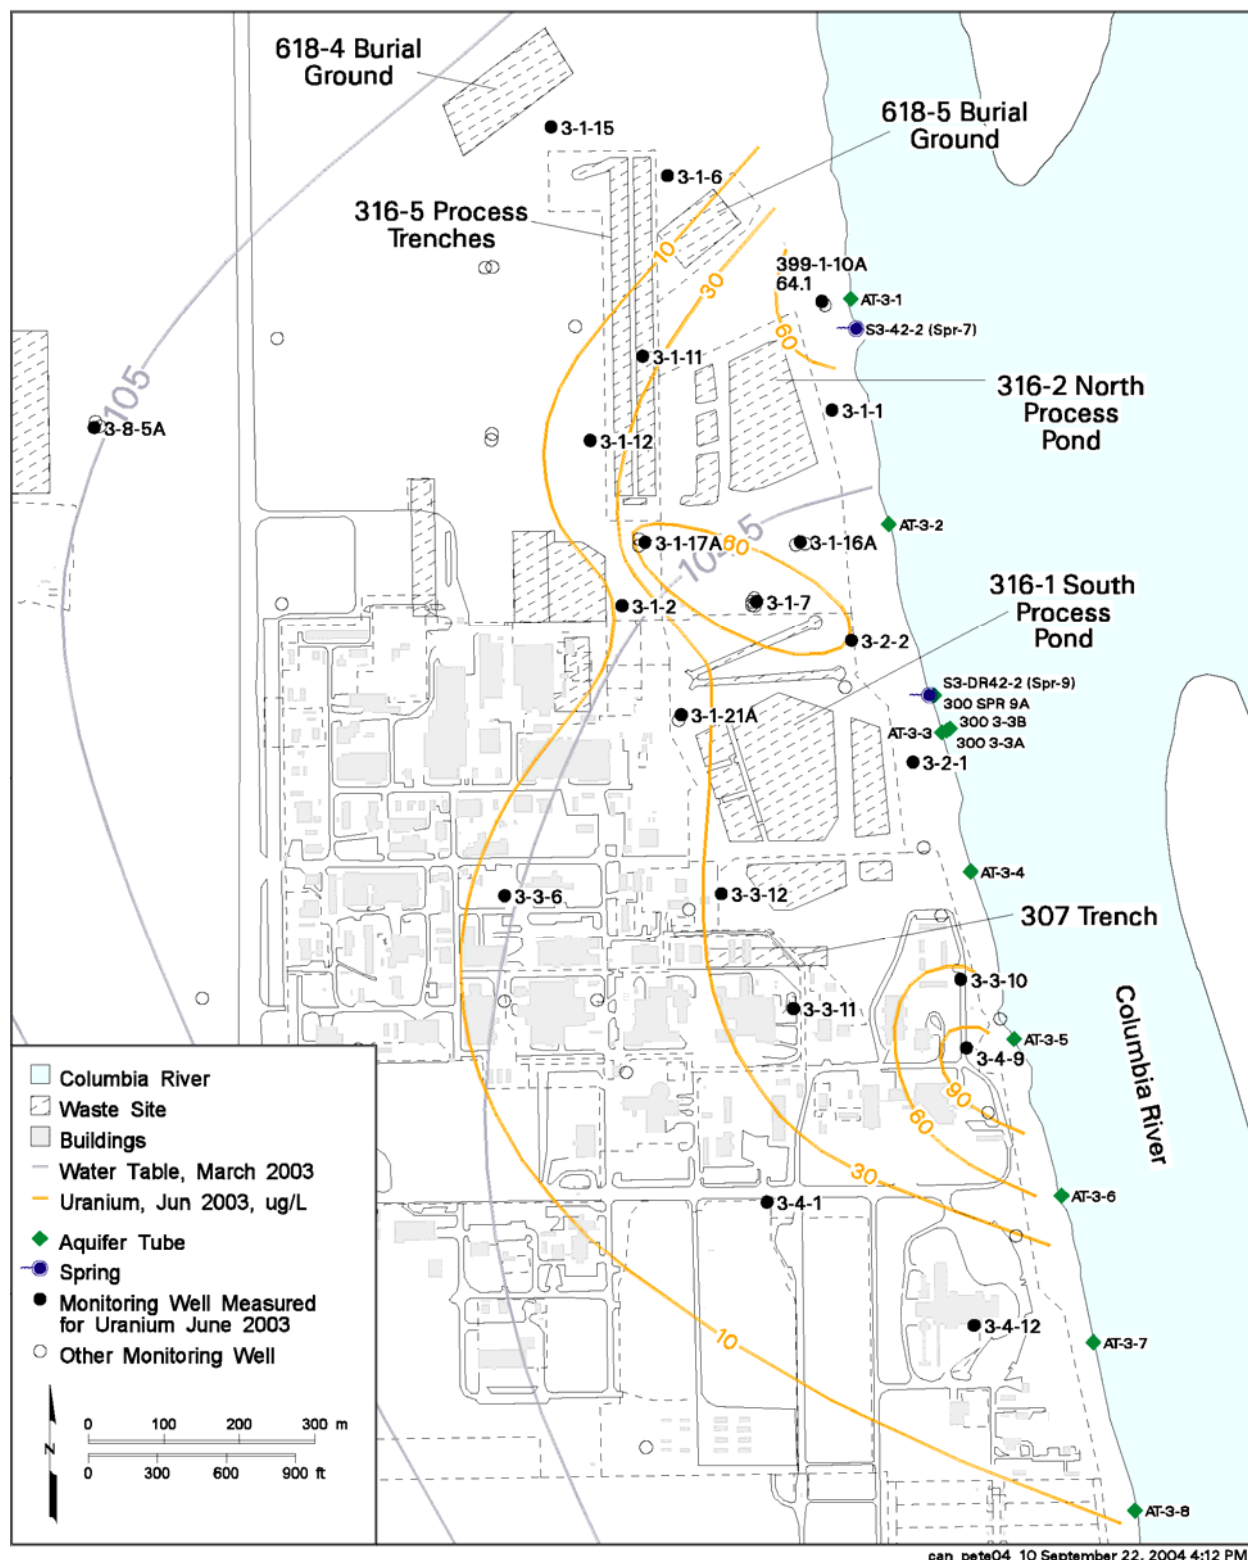 618-4 Burial
Ground
3-1-15
618-5 Burial
Ground
3-1-6
316-5 Process
Trenches
10
30
399-1-10A
64.1
AT-3-1
S3-42-2 (Spr-7)
60
3-1-11
316-2 North
Process
Pond
105
3-8-5A
3-1-1
3-1-12
AT-3-2
3-1-17A
60
105.5
3-1-16A
316-1 South
Process
Pond
3-1-2
3-1-7
3-2-2
S3-DR42-2 (Spr-9)
300 SPR 9A
3-1-21A
300 3-3B
AT-3-3
300 3-3A
3-2-1
AT-3-4
3-3-6
3-3-12
307 Trench
3-3-10
3-3-11
Columbia River
AT-3-5
3-4-9
90
60
30
AT-3-6
3-4-1
3-4-12
AT-3-7
10
AT-3-8
Columbia River
Waste Site
Buildings
Water Table, March 2003
Uranium, Jun 2003, ug/L
Aquifer Tube
Spring
Monitoring Well Measured
for Uranium June 2003
Other Monitoring Well
N
0 100 200 300 m
0 300 600 900 ft
can_pete04_10 September 22, 2004 4:12 PM